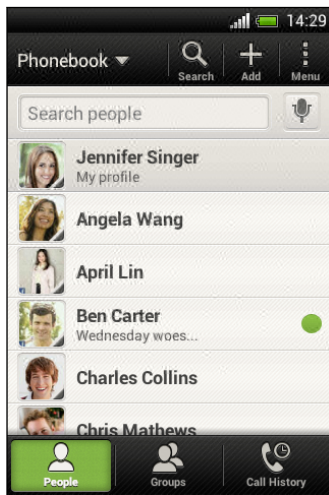 14:29
Phonebook
Search
Add
Menu
Search people
Jennifer Singer
My profile
Angela Wang
April Lin
Ben Carter
Wednesday woes...
Charles Collins
Chris Mathews
People
Groups
Call History